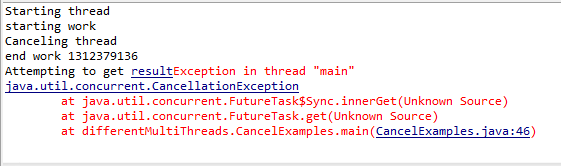 Starting thread
starting work
Canceling thread
end work 1312379136
Attempting to get resultException in thread "main"
java.util.concurrent.CancellationException
at java.util.concurrent.FutureTask$Sync.innerGet(Unknown Source)
at java.util.concurrent.FutureTask.get(Unknown Source)
at differentMultiThreads.CancelExamples.main(CancelExamples.java:46)